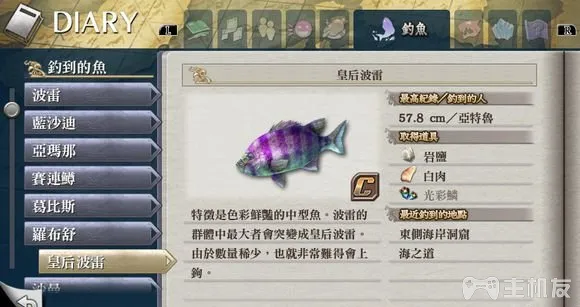 DIARY
L
釣魚
R
釣到的魚
波雷
藍沙迪
亞瑪那
賽連鱒
葛比斯
羅布舒
皇后波雷
皇后波雷
C
特徵是色彩鮮豔的中型魚。波雷的
群體中最大者會突變成皇后波雷。
由於數量稀少，也就非常難得會上
鉤。
最高紀錄／釣到的人
57.8 cm／亞特魯
取得道具
岩鹽
白肉
光彩鱗
最近釣到的地點
東側海岸洞窟
海之道
主机友